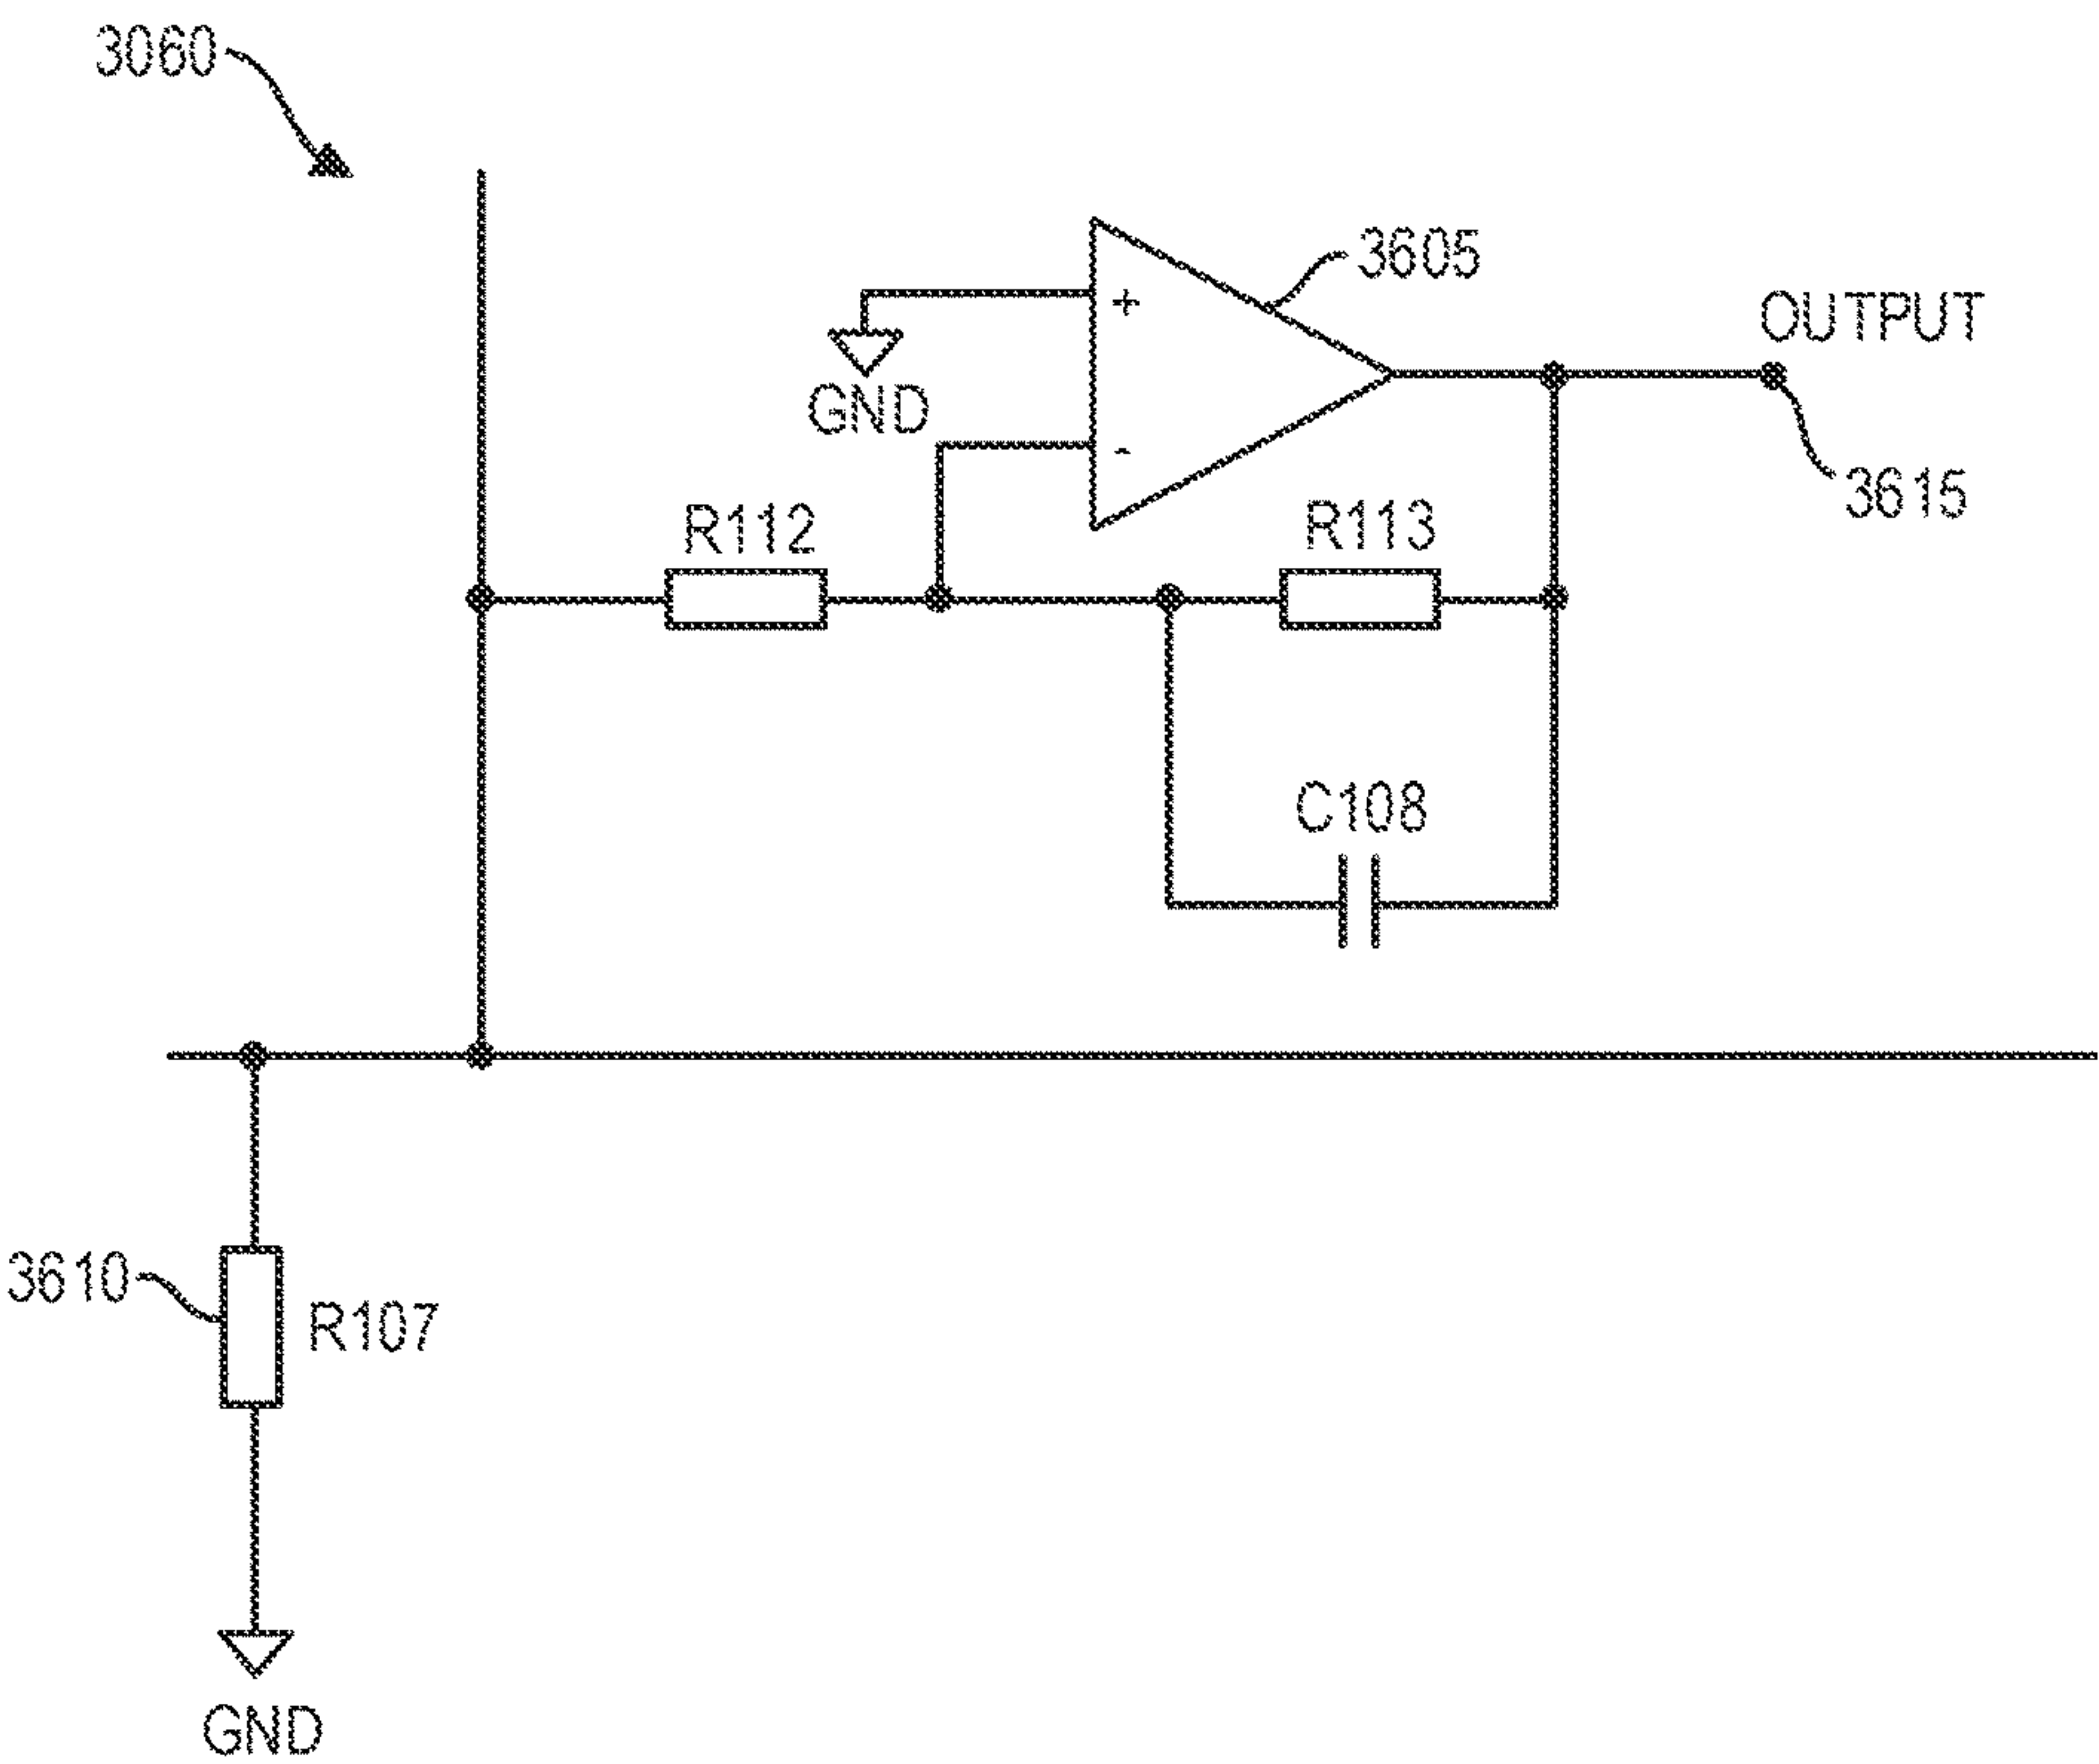 3060
3605
OUTPUT
+
GND
-
3615
R112
R113
C108
3610
R107
GND